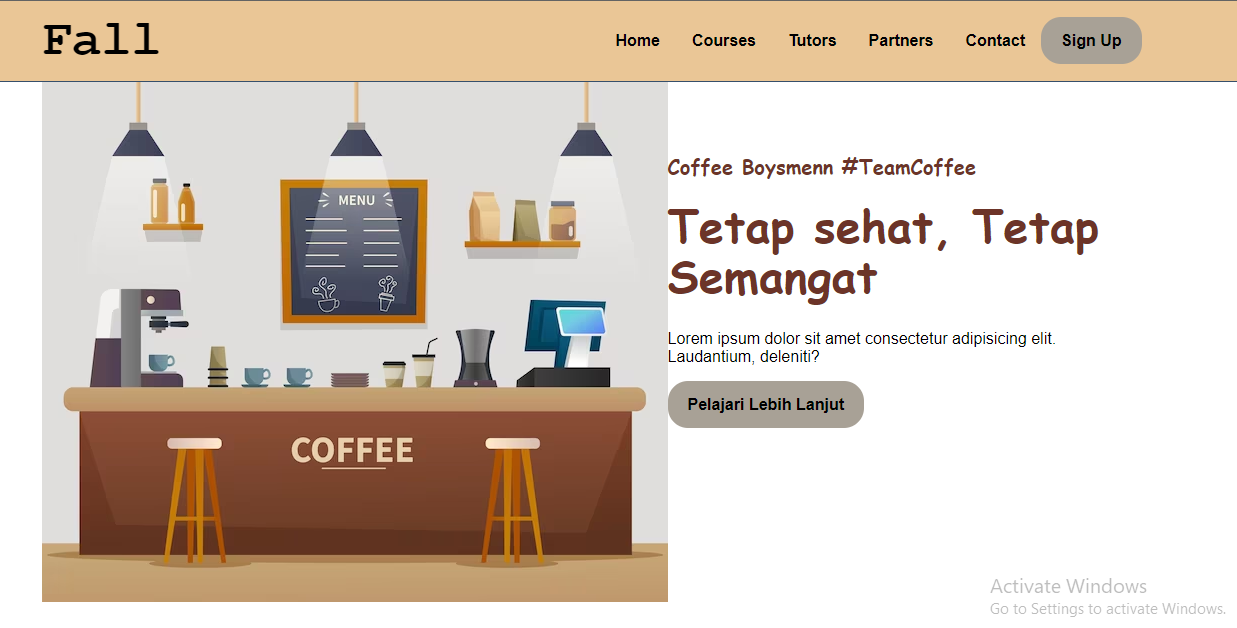 Fall
Home Courses Tutors Partners Contact Sign Up
MENU
COFFEE
Coffee Boysmenn #TeamCoffee
Tetap sehat, Tetap
Semangat
Lorem ipsum dolor sit amet consectetur adipisicing elit.
Laudantium, deleniti?
Pelajari Lebih Lanjut
Activate Windows
Go to Settings to activate Windows.